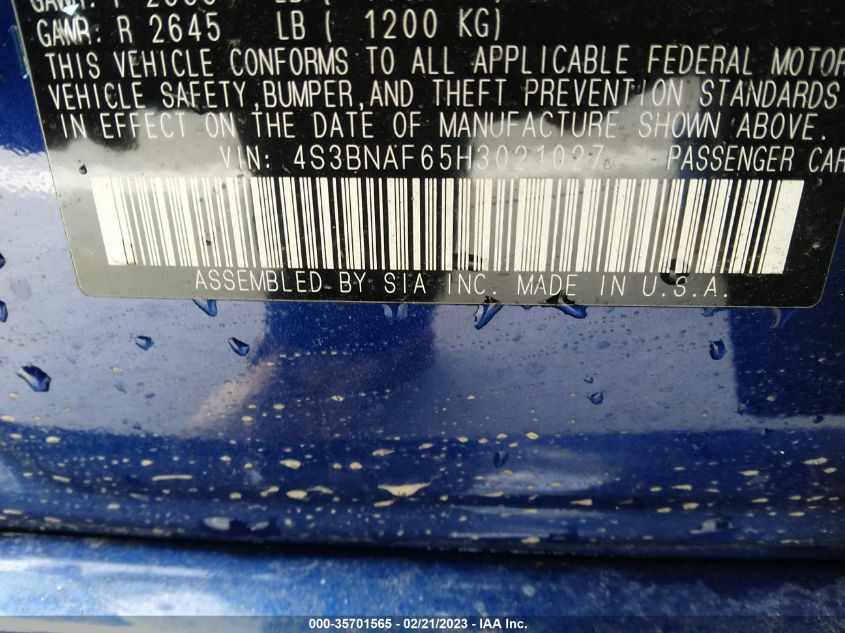 GAWR: R 2645 LB ( 1200 KG)
THIS VEHICLE CONFORMS TO ALL APPLICABLE FEDERAL MOTOR
VEHICLE SAFETY,BUMPER,AND THEFT PREVENTION STANDARDS
IN EFFECT ON THE DATE OF MANUFACTURE SHOWN ABOVE.
VIN: 4S3BNAF65H3021027 PASSENGER CAR
ASSEMBLED BY SIA INC. MADE IN U.S.A.
000-35701565 / 02/21/2023 / IAA Inc.